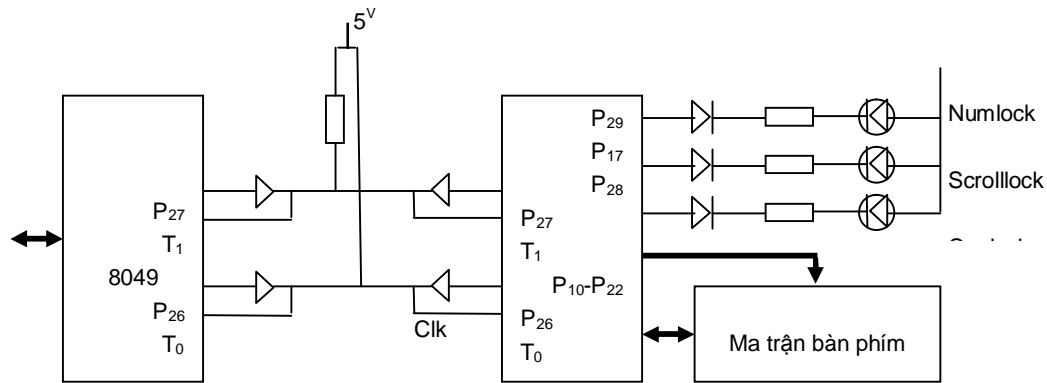 5V
P29
Numlock
P17
Scrolllock
P28
P27
T1
8049
P26
T0
P27
T1
P10-P22
Clk
P26
T0
Ma trận bàn phím